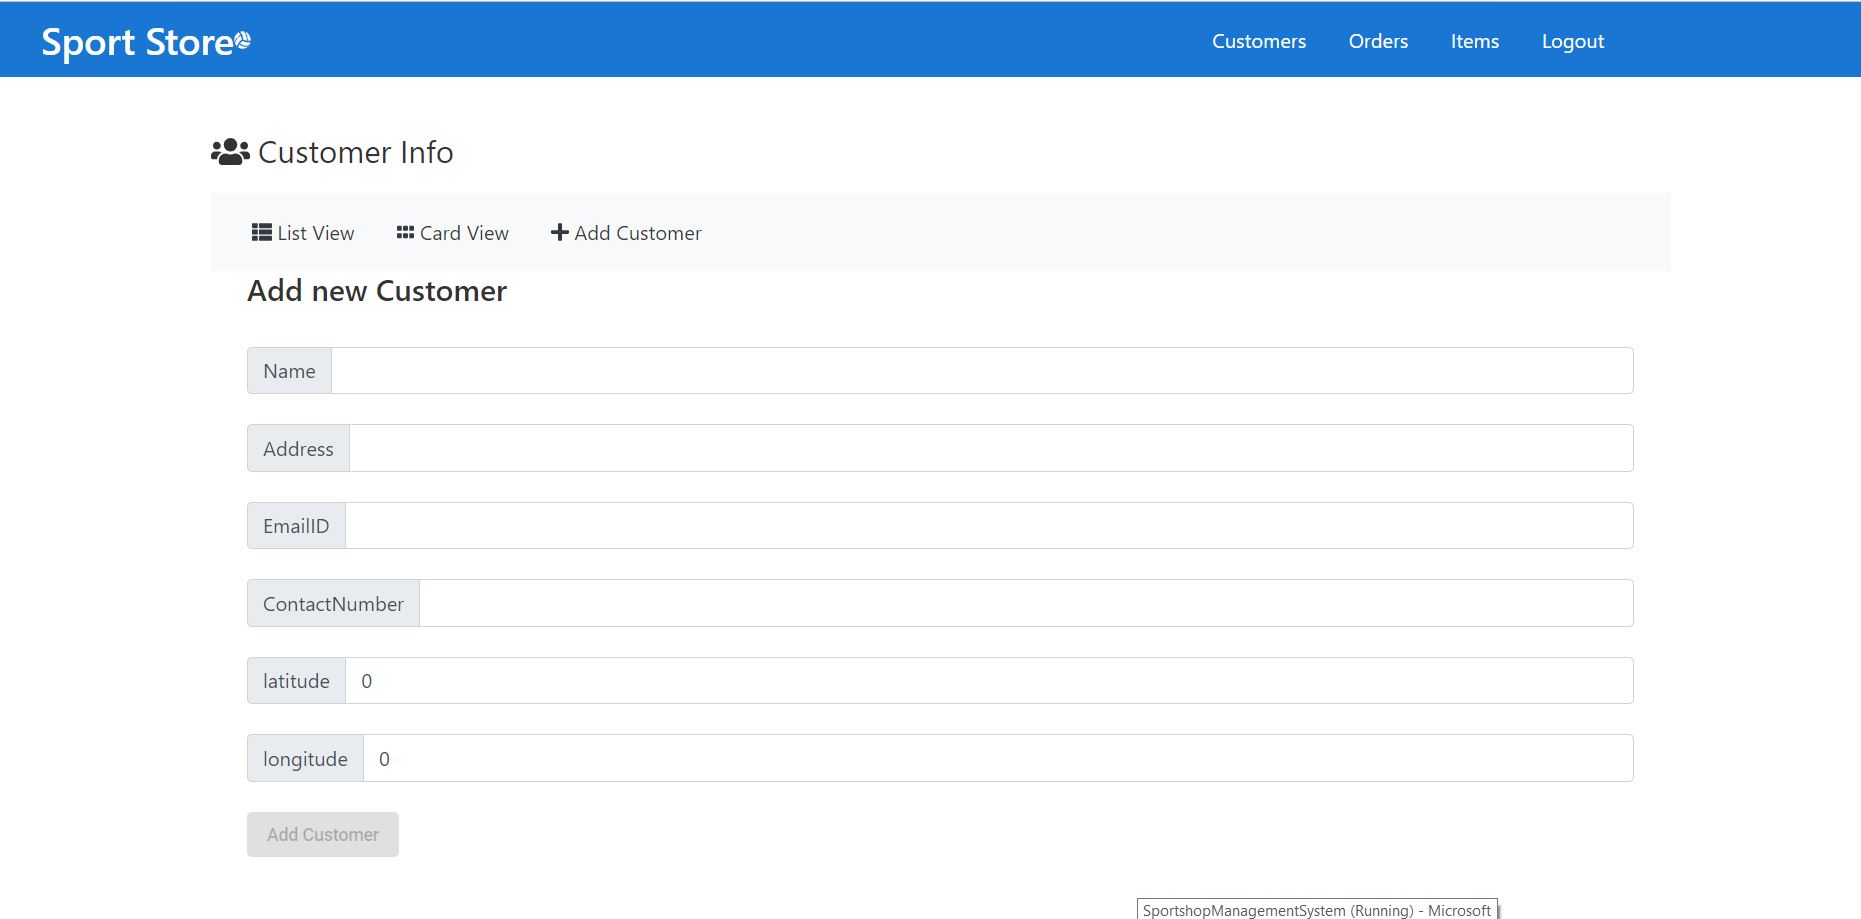 Sport Store
Customers Orders Items Logout
Customer Info
List View Card View Add Customer
Add new Customer
Name
Address
EmailID
ContactNumber
latitude 0
longitude 0
Add Customer
SportshopManagementSystem (Running) - Microsoft